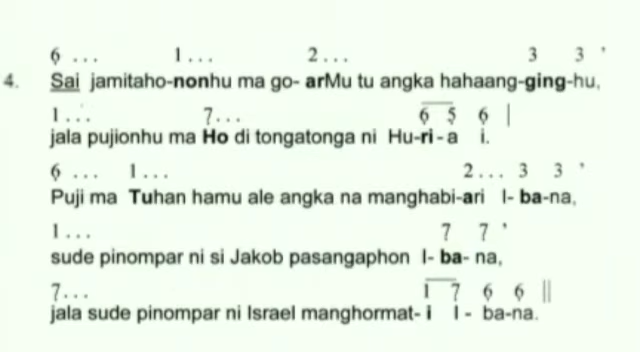 6 ... 1 ... 2 ... 3 3 '
4. Sai jamitaho-nonhu ma go- arMu tu angka hahaang-ging-hu,
1 ... 7 ... 6 5 6 |
jala pujionhu ma Ho di tongatonga ni Hu-ri-a i.
6 ... 1 ... 2 ... 3 3 '
Puji ma Tuhan hamu ale angka na manghabi-ari I- ba-na,
1 ... 7 7 '
sude pinompar ni si Jakob pasangaphon I- ba- na,
7 ... 1 7 6 6 ||
jala sude pinompar ni Israel manghormat- i I - ba-na.